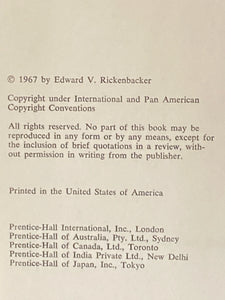 © 1967 by Edward V. Rickenbacker
Copyright under International and Pan American
Copyright Conventions
All rights reserved. No part of this book may be
reproduced in any form or by any means, except for
the inclusion of brief quotations in a review, with-
out permission in writing from the publisher.
Printed in the United States of America
Prentice-Hall International, Inc., London
Prentice-Hall of Australia, Pty. Ltd., Sydney
Prentice-Hall of Canada, Ltd., Toronto
Prentice-Hall of India Private Ltd., New Delhi
Prentice-Hall of Japan, Inc., Tokyo